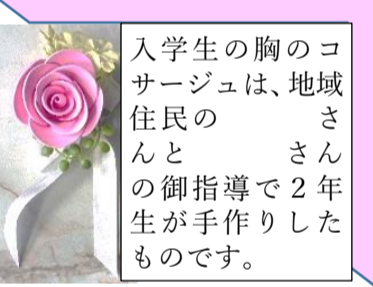 入学生の胸のコ
サージュは、地域
住民の　　　さ
んと　　　さん
の御指導で２年
生が手作りした
ものです。